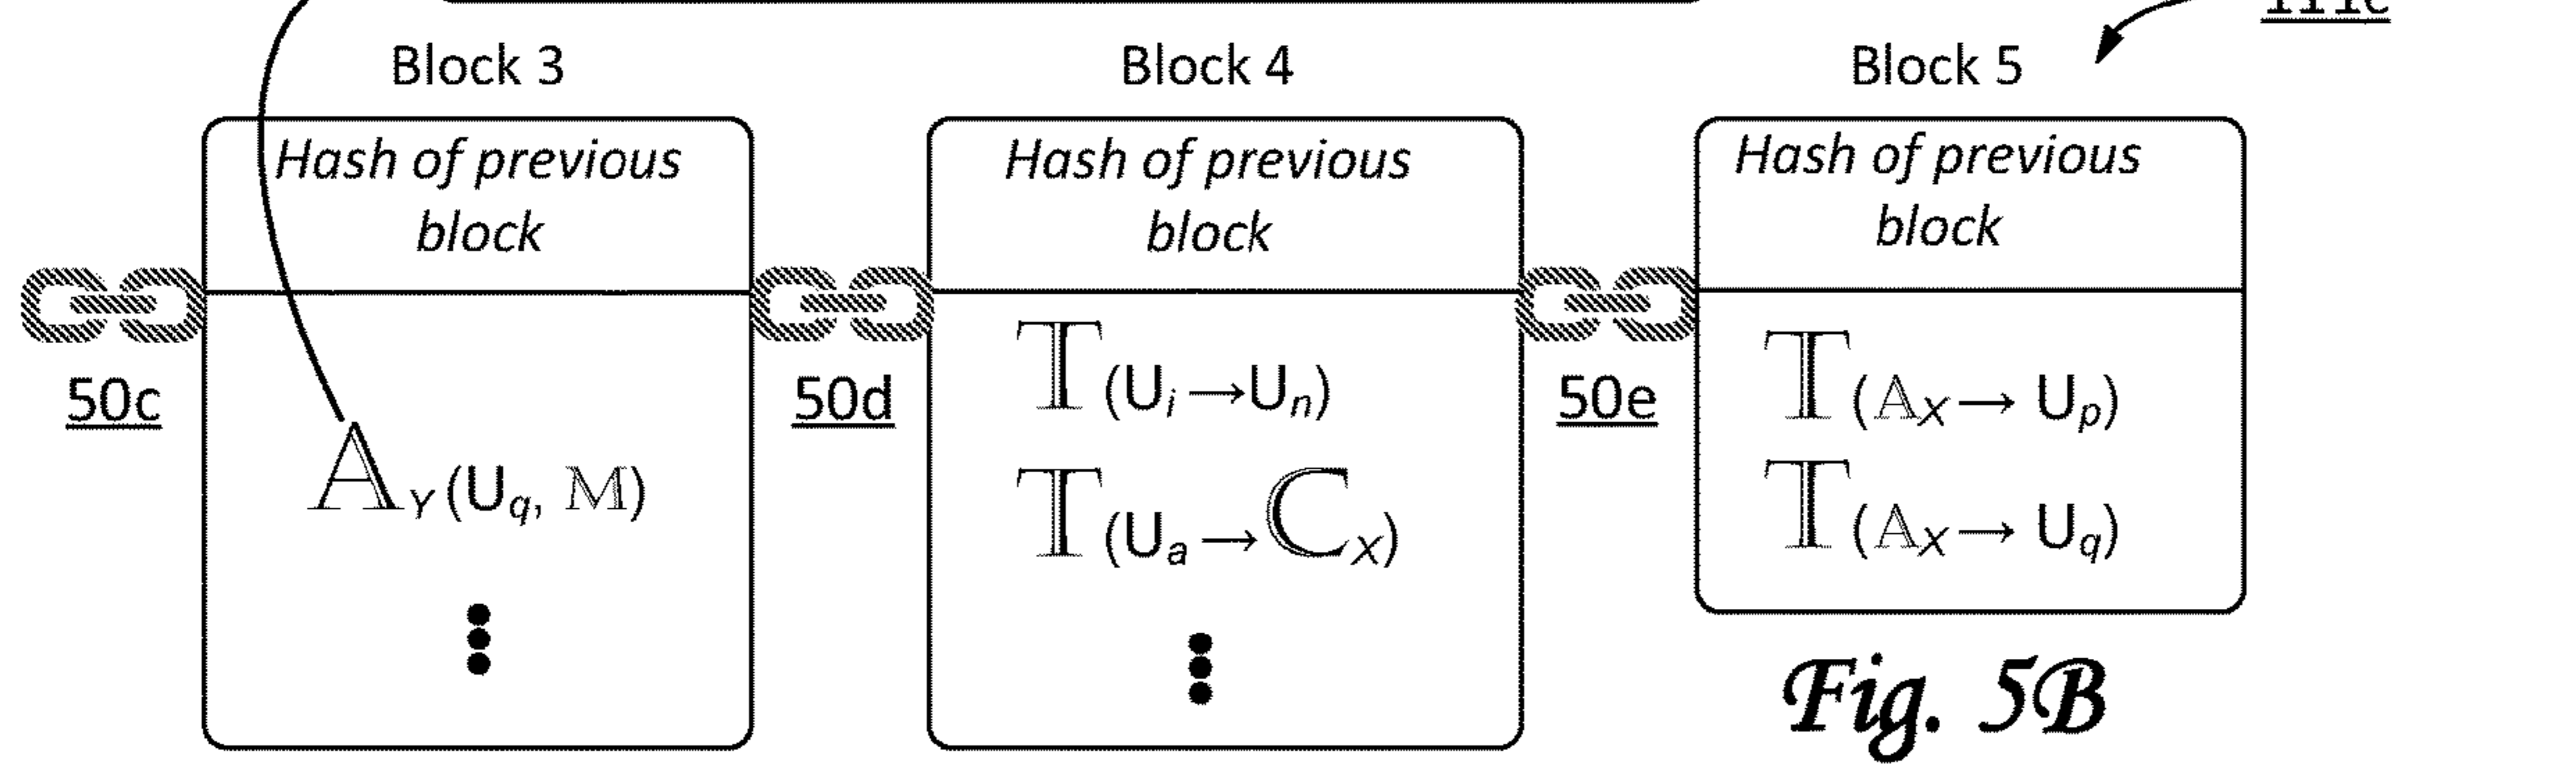 Block 3
Hash of previous
block
50c
𝔸Y (Uq, 𝕄)
Block 4
Hash of previous
block
50d
𝕋(Ui →Un)
𝕋(Ua →ℂX)
Block 5
Hash of previous
block
50e
𝕋(𝔸X→ Up)
𝕋(𝔸X→ Uq)
Fig. 5B